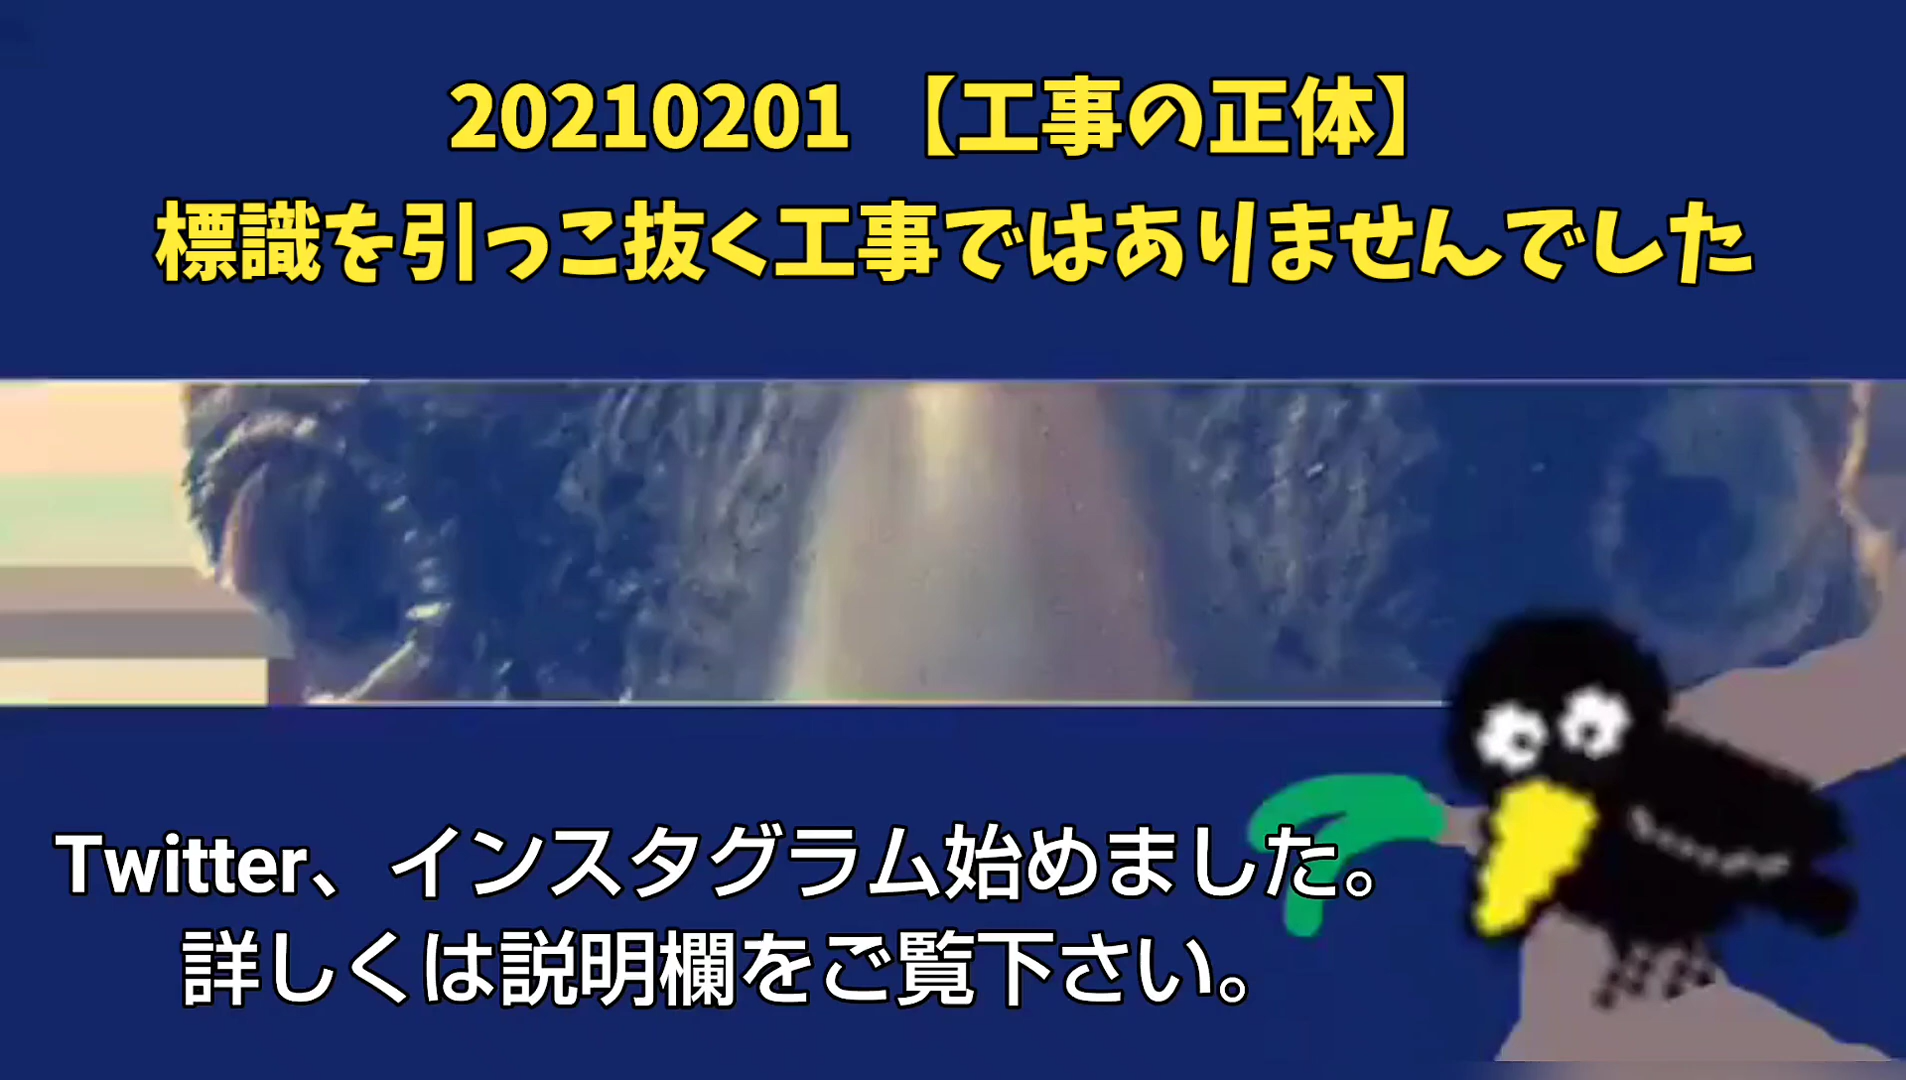 20210201 【工事の正体】
標識を引っこ抜く工事ではありませんでした
Twitter、インスタグラム始めました。
詳しくは説明欄をご覧下さい。